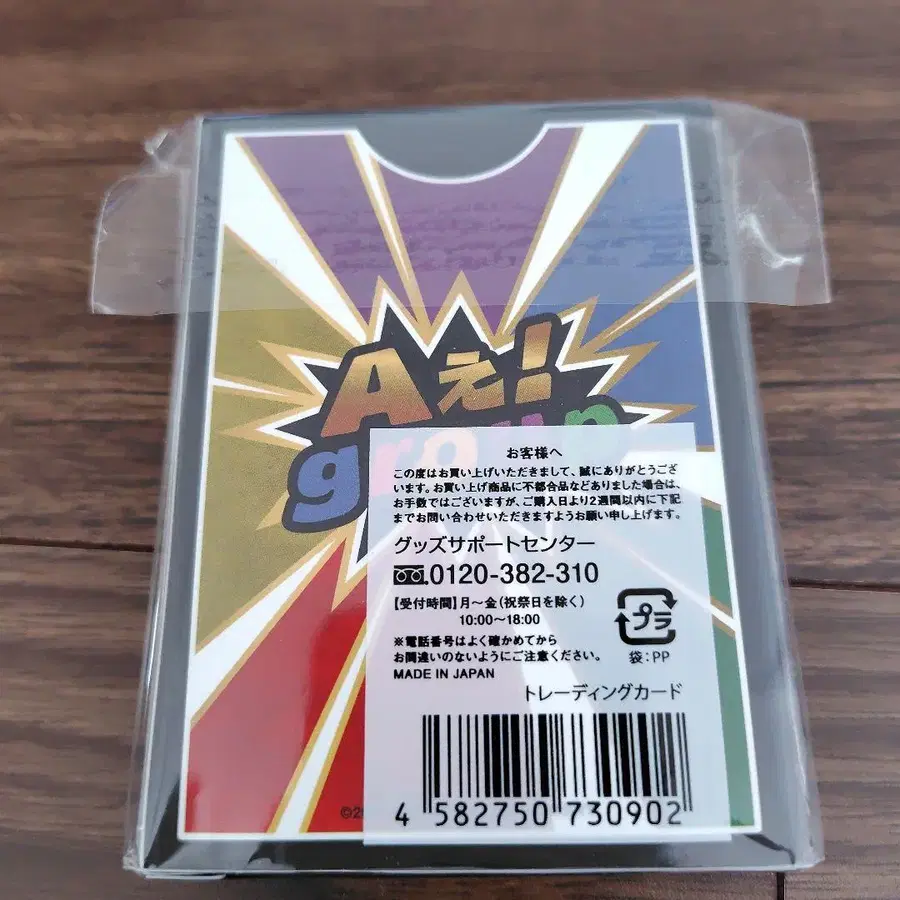 Aぇ!
group
お客様へ
この度はお買い上げいただきまして、誠にありがとうござ
います。お買い上げ商品に不都合品などありました場合は、
お手数ではございますが、ご購入日より2週間以内に下記
までお問い合わせいただきますようお願い申し上げます。
グッズサポートセンター
0120-382-310
【受付時間】月〜金(祝祭日を除く)
10:00〜18:00
※電話番号はよく確かめてから
お間違いのないようにご注意ください。
MADE IN JAPAN
プラ
袋:PP
トレーディングカード
4 582750 730902